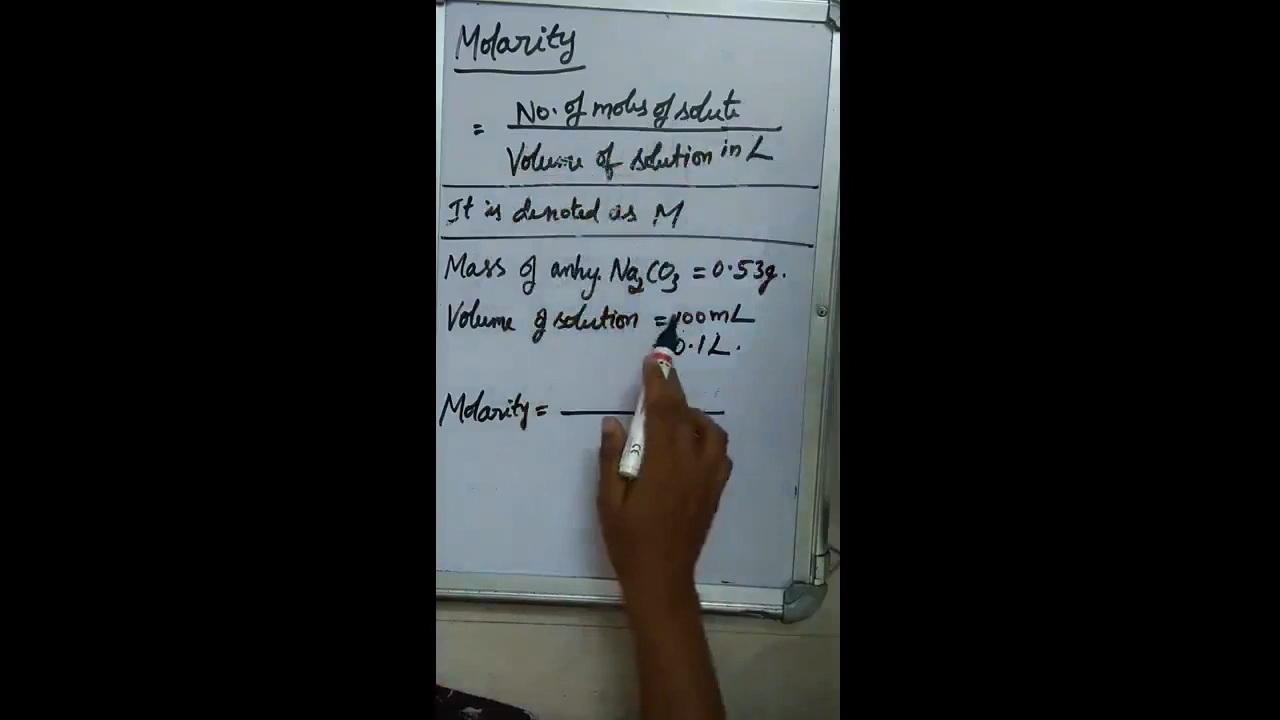 Molarity
= No. of moles of solute
Volume of solution in L
It is denoted as M
Mass of anhy. Na₂CO₃ = 0.53g.
Volume of solution = 100mL
0.1L.
Molarity =